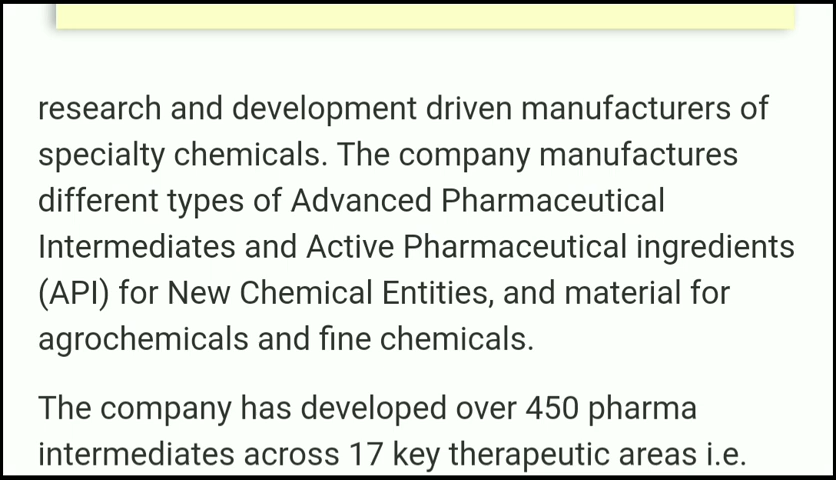 research and development driven manufacturers of
specialty chemicals. The company manufactures
different types of Advanced Pharmaceutical
Intermediates and Active Pharmaceutical ingredients
(API) for New Chemical Entities, and material for
agrochemicals and fine chemicals.
The company has developed over 450 pharma
intermediates across 17 key therapeutic areas i.e.